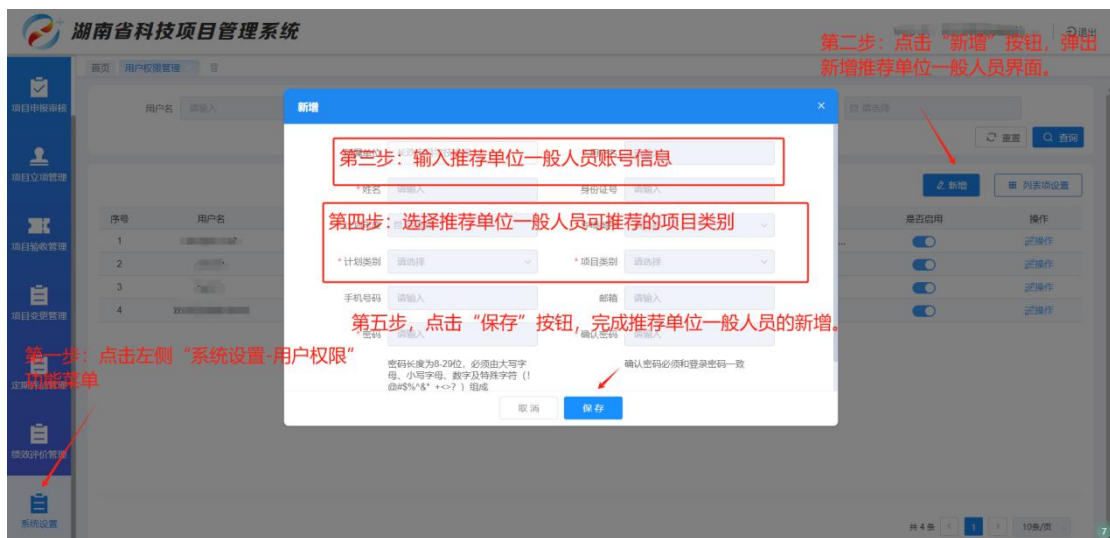 湖南省科技项目管理系统
退出
第二步：点击“新增”按钮，弹出
新增推荐单位一般人员界面。
首页 用户权限管理
项目申报审核
用户名 请输入
新增 ×
请选择
重置 查询
第三步：输入推荐单位一般人员账号信息
项目立项管理
*姓名 请输入 身份证号 请输入
新增 列表项设置
第四步：选择推荐单位一般人员可推荐的项目类别
序号 用户名 是否启用 操作
项目验收管理
1 操作
2 操作
*计划类别 请选择 *项目类别 请选择
3 操作
手机号码 请输入 邮箱 请输入
项目变更管理
4 操作
第五步，点击“保存”按钮，完成推荐单位一般人员的新增。
*密码 确认密码 请输入
第一步：点击左侧“系统设置-用户权限”
功能菜单
密码长度为8-29位，必须由大写字
母、小写字母、数字及特殊字符（!
@#$%^&* +<>? ）组成
确认密码必须和登录密码一致
取消 保存
绩效评价管理
系统设置
共 4 条 < 1 > 10条/页
7